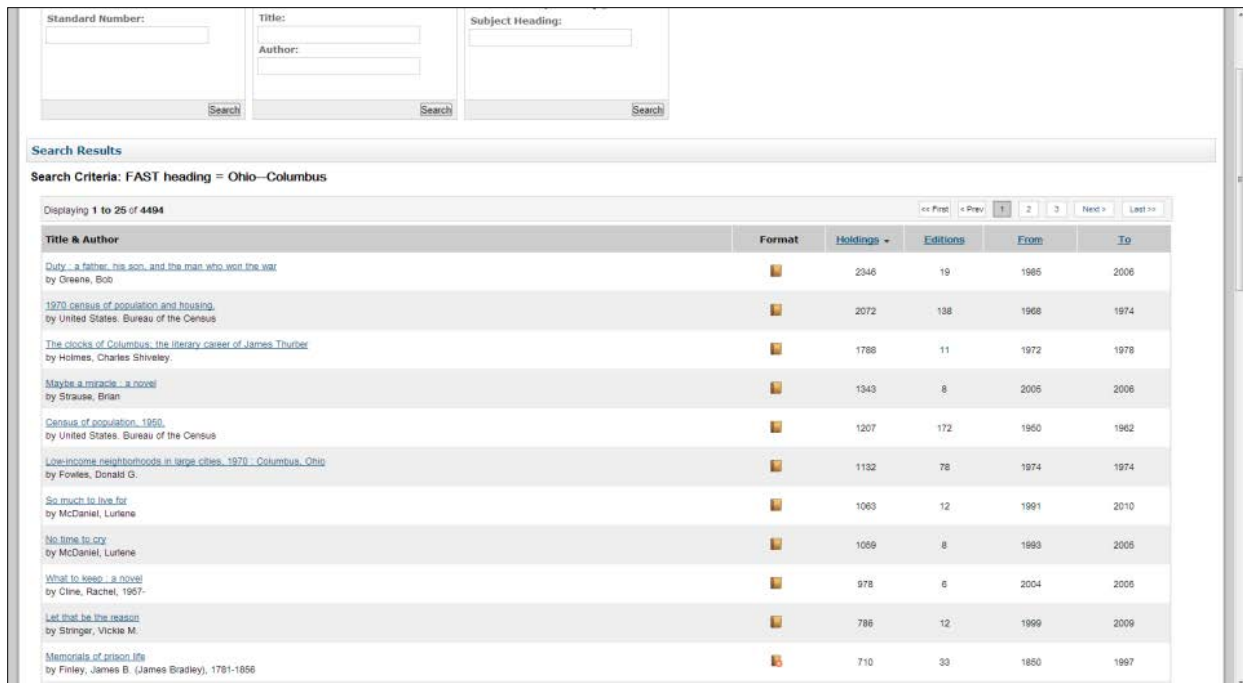 Standard Number:
Title:
Subject Heading:
Author:
Search
Search
Search
Search Results
Search Criteria: FAST heading = Ohio--Columbus
Displaying 1 to 25 of 4494
<< First < Prev 1 2 3 Next > Last >>
Title & Author Format Holdings Editions From To
Duty : a father, his son, and the man who won the war
by Greene, Bob
2346 19 1985 2006
1970 census of population and housing.
by United States. Bureau of the Census
2072 138 1968 1974
The clocks of Columbus; the literary career of James Thurber
by Holmes, Charles Shiveley.
1788 11 1972 1978
Maybe a miracle : a novel
by Strause, Brian
1343 8 2005 2006
Census of population, 1950.
by United States. Bureau of the Census
1207 172 1950 1962
Low-income neighborhoods in large cities, 1970 : Columbus, Ohio
by Fowles, Donald G.
1132 78 1974 1974
So much to live for
by McDaniel, Lurlene
1063 12 1991 2010
No time to cry
by McDaniel, Lurlene
1059 8 1993 2005
What to keep : a novel
by Cline, Rachel, 1957-
978 6 2004 2006
Let that be the reason
by Stringer, Vickie M.
786 12 1999 2009
Memorials of prison life
by Finley, James B. (James Bradley), 1781-1856
710 33 1850 1997